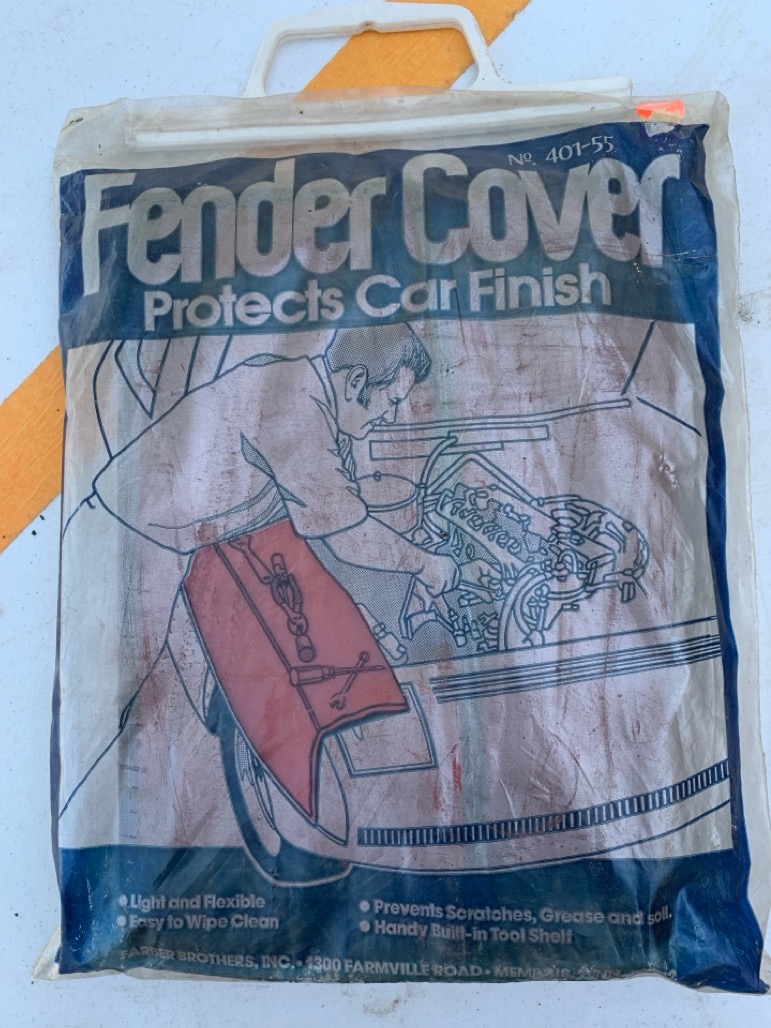 No. 401-55
Fender Cover
Protects Car Finish
• Light and Flexible
• Easy to Wipe Clean
• Prevents Scratches, Grease and soil.
• Handy Built-in Tool Shelf
BROTHERS, INC. • 1300 FARMVILLE ROAD •